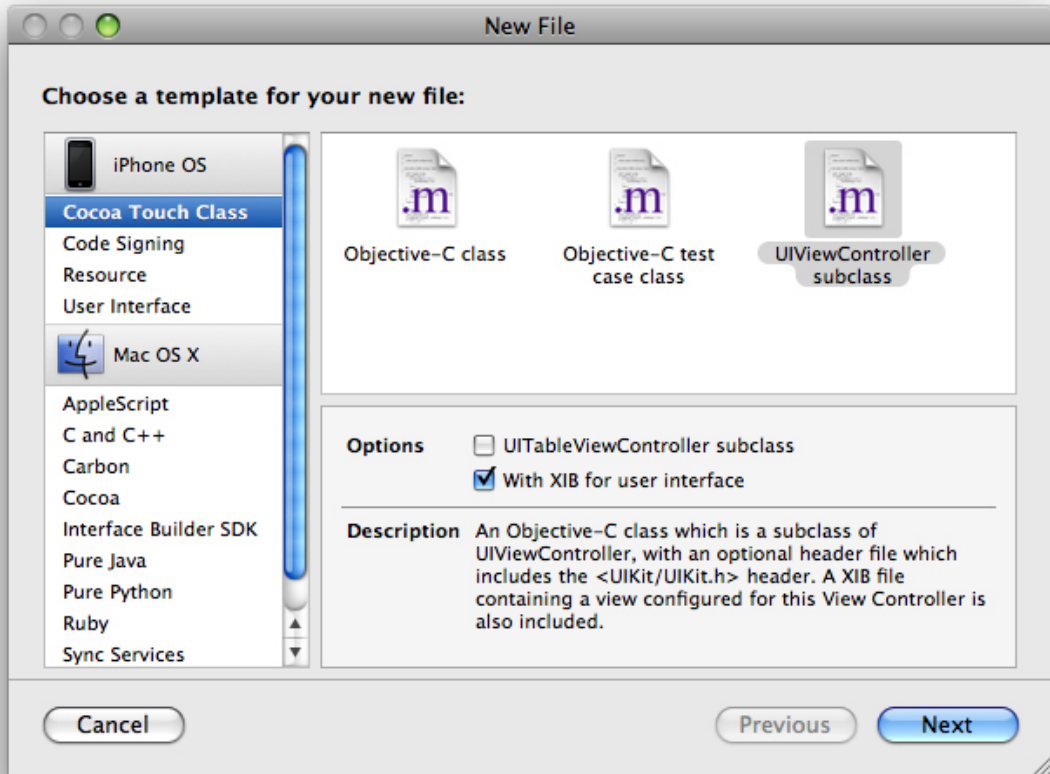 New File
Choose a template for your new file:
iPhone OS
Cocoa Touch Class
Code Signing
Resource
User Interface
Mac OS X
AppleScript
C and C++
Carbon
Cocoa
Interface Builder SDK
Pure Java
Pure Python
Ruby
Sync Services
.m
Objective-C class
.m
Objective-C test
case class
.m
UIViewController
subclass
Options
UITableViewController subclass
With XIB for user interface
Description
An Objective-C class which is a subclass of
UIViewController, with an optional header file which
includes the <UIKit/UIKit.h> header. A XIB file
containing a view configured for this View Controller is
also included.
Cancel
Previous
Next